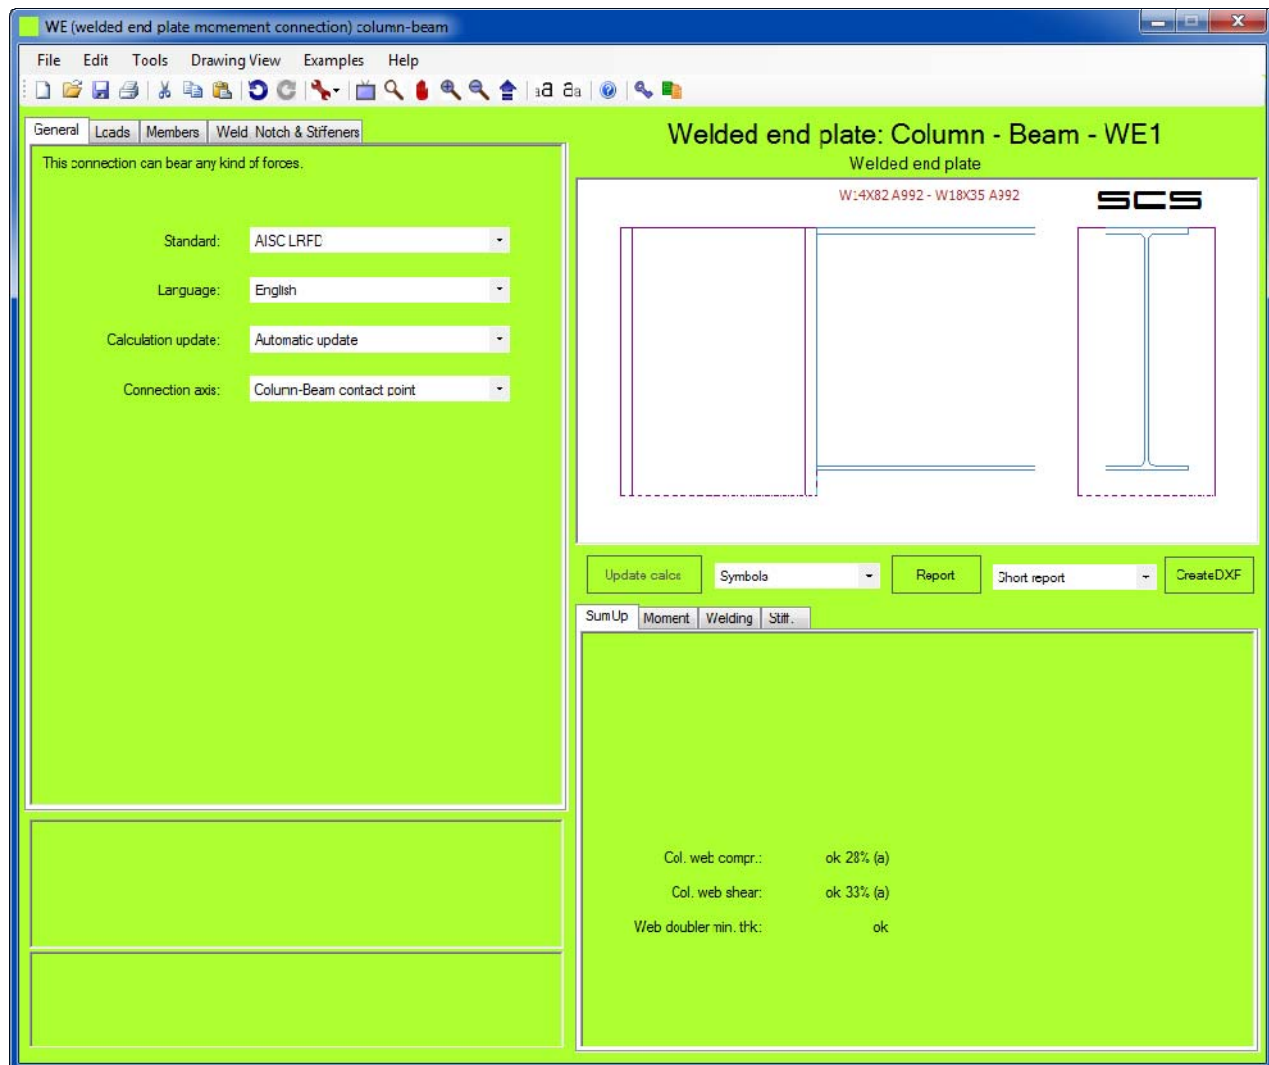 WE (welded end plate mcmement connection) column-beam
File Edit Tools Drawing View Examples Help
General Loads Members Weld Notch & Stiffeners
This connection can bear any kind of forces.
Standard: AISC LRFD
Language: English
Calculation update: Automatic update
Connection axis: Column-Beam contact point
Welded end plate: Column - Beam - WE1
Welded end plate
W14X82 A992 - W18X35 A992
SCS
Update calcs Symbols Report Short report CreateDXF
SumUp Moment Welding Stiff.
Col. web compr.: ok 28% (a)
Col. web shear: ok 33% (a)
Web doubler min. thk: ok